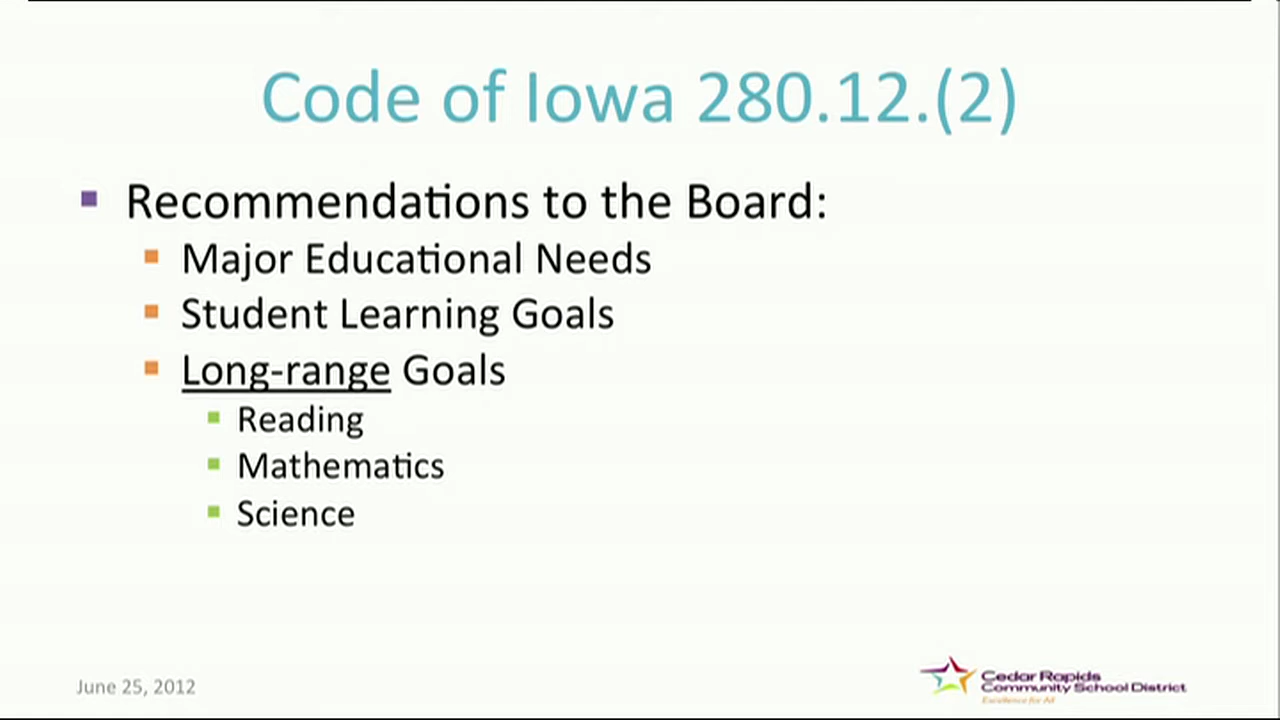 Code of Iowa 280.12.(2)
Recommendations to the Board:
Major Educational Needs
Student Learning Goals
Long-range Goals
Reading
Mathematics
Science
June 25, 2012
Cedar Rapids
Community School District
Excellence for All